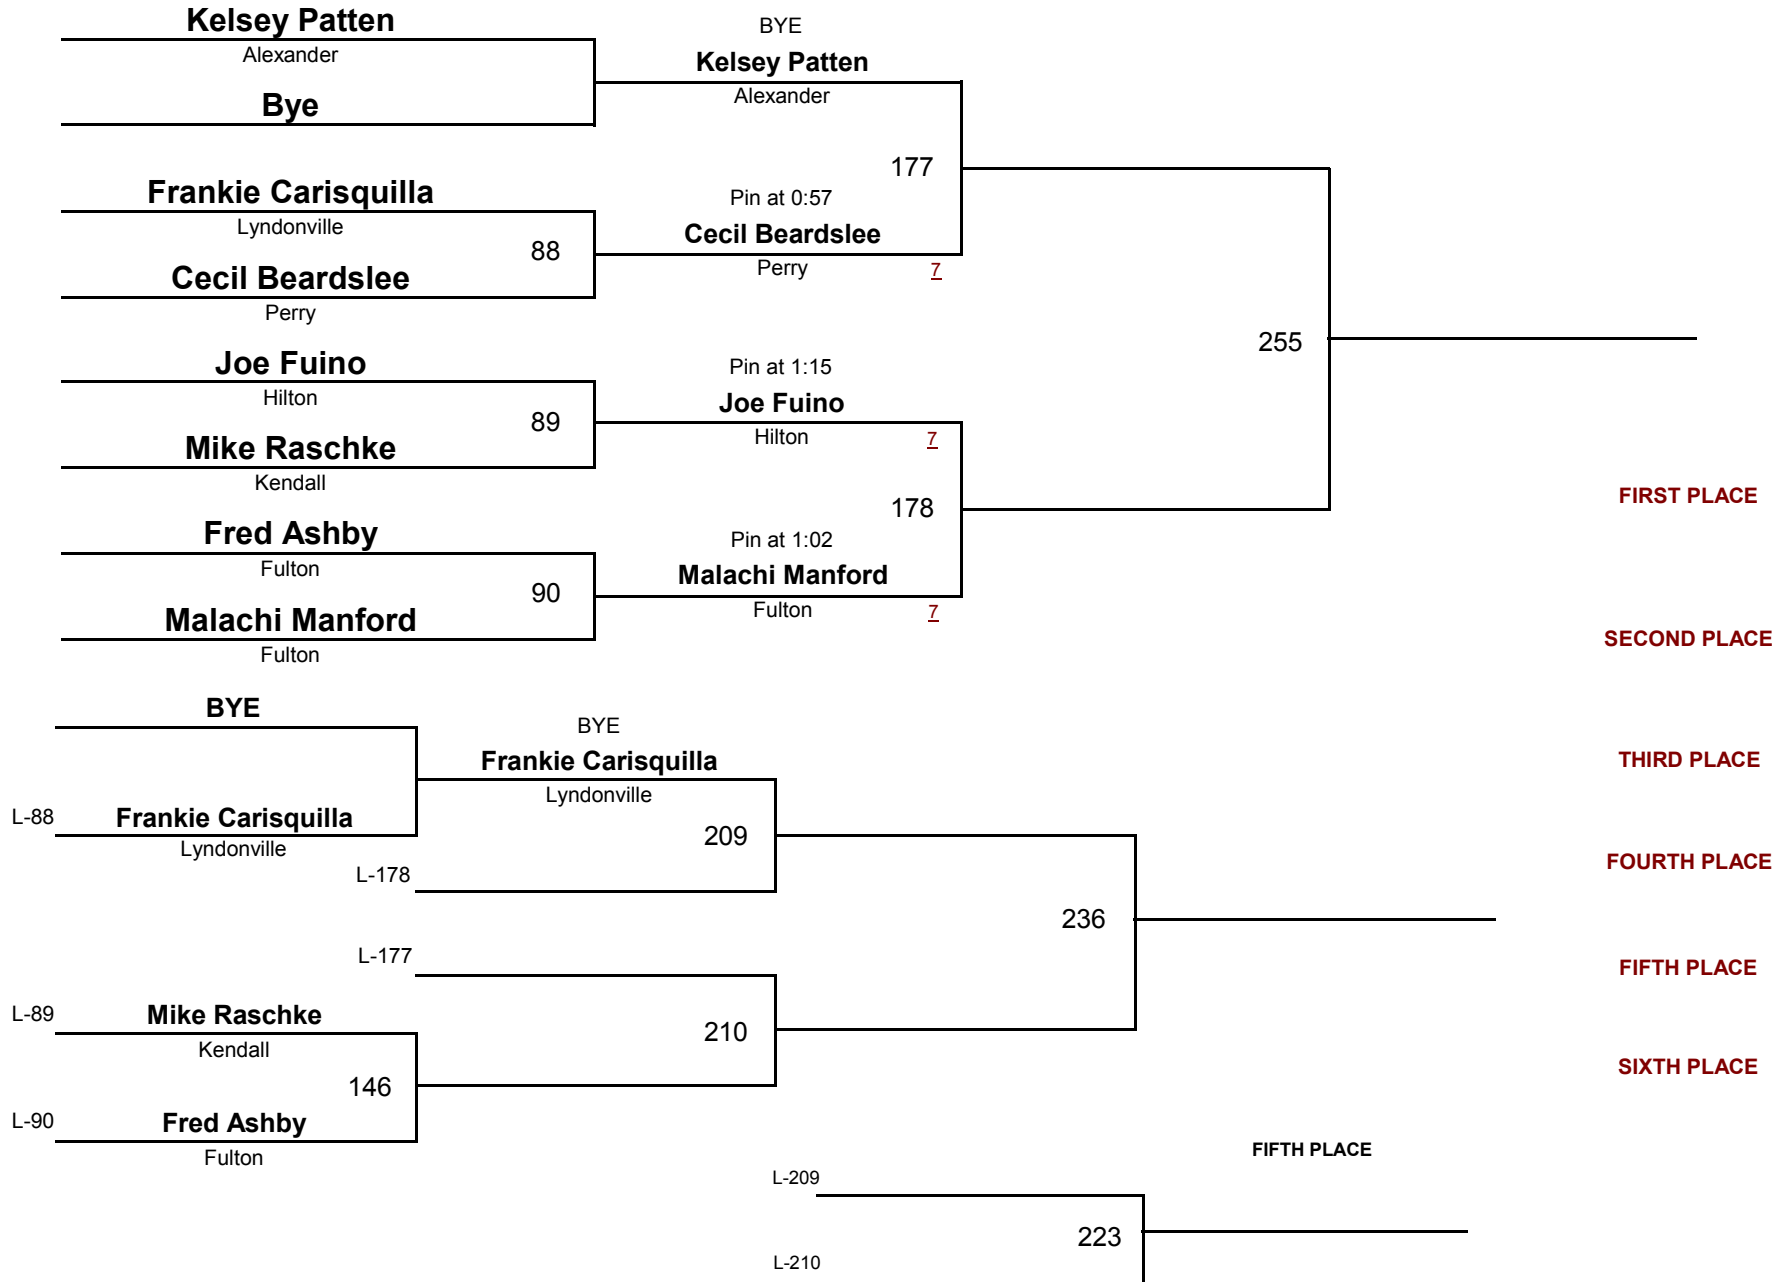 Kelsey Patten
Alexander
Bye
BYE
Kelsey Patten
Alexander
177
Frankie Carisquilla
Lyndonville
88
Cecil Beardslee
Perry
Pin at 0:57
Cecil Beardslee
Perry
7
255
Joe Fuino
Hilton
89
Mike Raschke
Kendall
Pin at 1:15
Joe Fuino
Hilton
7
178
Fred Ashby
Fulton
90
Malachi Manford
Fulton
Pin at 1:02
Malachi Manford
Fulton
7
FIRST PLACE
SECOND PLACE
THIRD PLACE
FOURTH PLACE
FIFTH PLACE
SIXTH PLACE
BYE
L-88
Frankie Carisquilla
Lyndonville
BYE
Frankie Carisquilla
Lyndonville
209
L-178
236
L-177
210
L-89
Mike Raschke
Kendall
146
L-90
Fred Ashby
Fulton
FIFTH PLACE
L-209
223
L-210